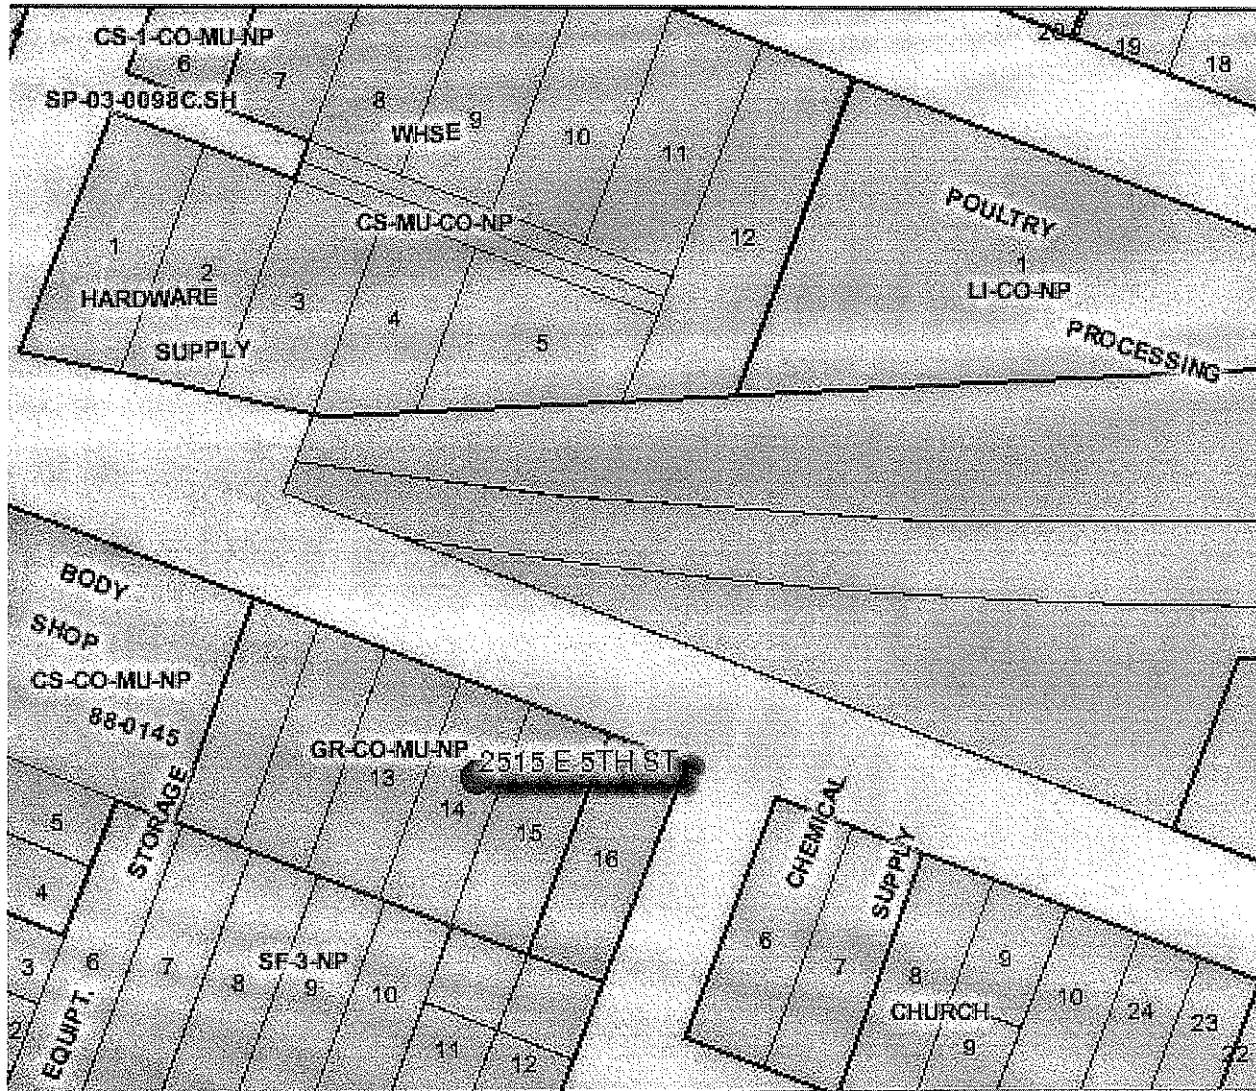 CS-1-CO-MU-NP
6
SP-03-0098C.SH
7
8
WHSE
9
10
11
12
19
18
CS-MU-CO-NP
POULTRY
1
LI-CO-NP
PROCESSING
1
2
HARDWARE
3
SUPPLY
4
5
BODY
SHOP
CS-CO-MU-NP
88-0145
GR-CO-MU-NP
13
2515 E 5TH ST
14
15
16
STORAGE
5
4
3
6
EQUIPT.
7
8
SF-3-NP
9
10
11
12
CHEMICAL
SUPPLY
6
7
8
9
CHURCH
9
10
24
23
22